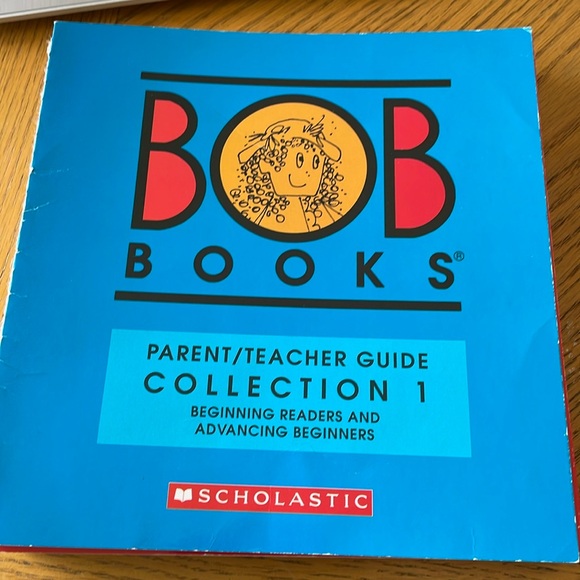 BOB
BOOKS®
PARENT/TEACHER GUIDE
COLLECTION 1
BEGINNING READERS AND
ADVANCING BEGINNERS
SCHOLASTIC